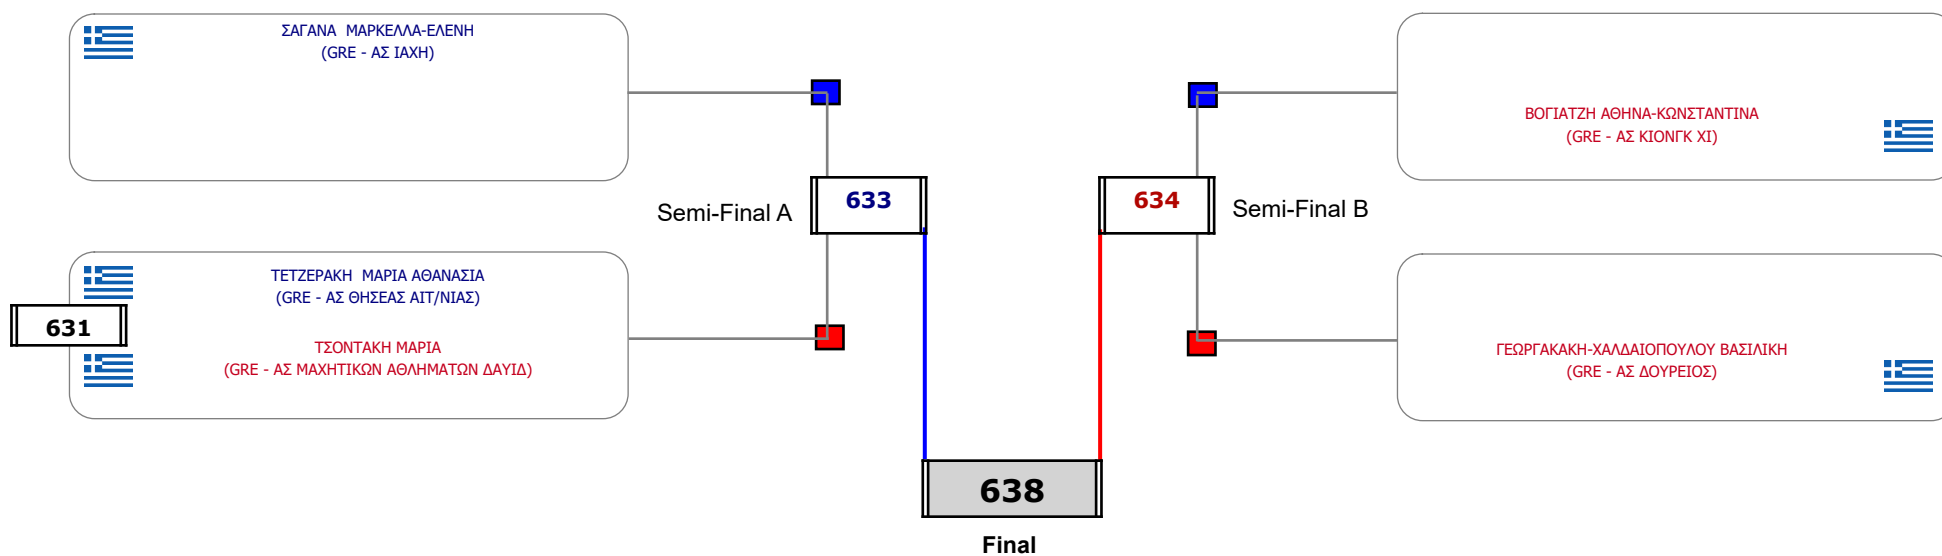 ΣΑΓΑΝΑ ΜΑΡΚΕΛΛΑ-ΕΛΕΝΗ
(GRE - ΑΣ ΙΑΧΗ)
ΤΕΤΖΕΡΑΚΗ ΜΑΡΙΑ ΑΘΑΝΑΣΙΑ
(GRE - ΑΣ ΘΗΣΕΑΣ ΑΙΤ/ΝΙΑΣ)
631
ΤΣΟΝΤΑΚΗ ΜΑΡΙΑ
(GRE - ΑΣ ΜΑΧΗΤΙΚΩΝ ΑΘΛΗΜΑΤΩΝ ΔΑΥΙΔ)
Semi-Final A
633
634
Semi-Final B
ΒΟΓΙΑΤΖΗ ΑΘΗΝΑ-ΚΩΝΣΤΑΝΤΙΝΑ
(GRE - ΑΣ ΚΙΟΝΓΚ ΧΙ)
ΓΕΩΡΓΑΚΑΚΗ-ΧΑΛΔΑΙΟΠΟΥΛΟΥ ΒΑΣΙΛΙΚΗ
(GRE - ΑΣ ΔΟΥΡΕΙΟΣ)
638
Final